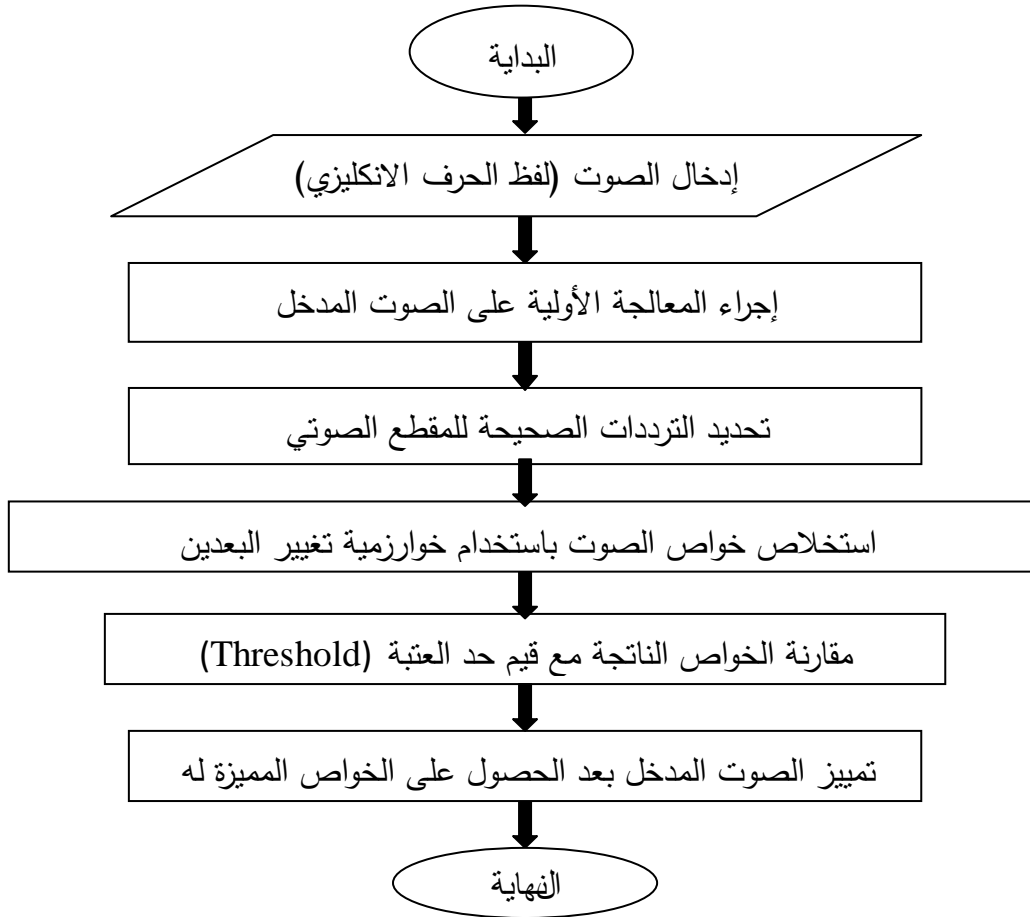 البداية
إدخال الصوت (لفظ الحرف الانكليزي)
إجراء المعالجة الأولية على الصوت المدخل
تحديد الترددات الصحيحة للمقطع الصوتي
استخلاص خواص الصوت باستخدام خوارزمية تغيير البعدين
مقارنة الخواص الناتجة مع قيم حد العتبة (Threshold)
تمييز الصوت المدخل بعد الحصول على الخواص المميزة له
النهاية